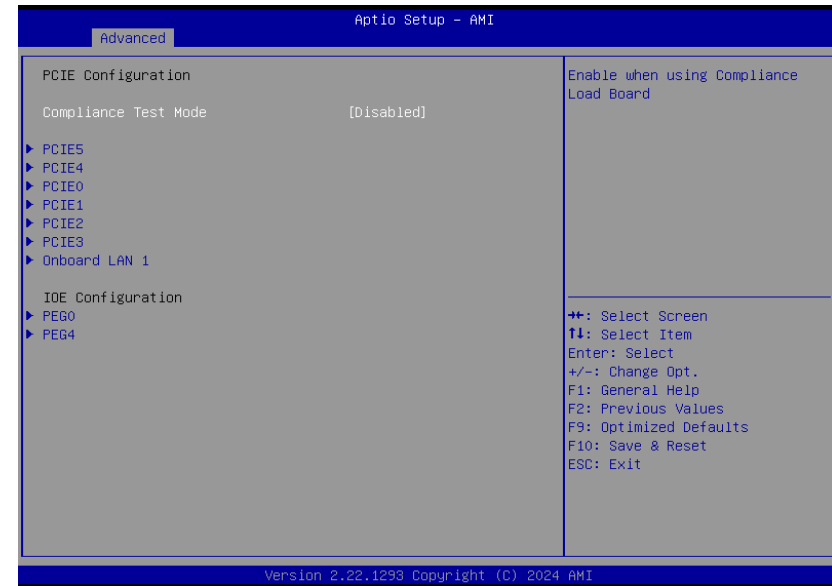 Aptio Setup – AMI
Advanced
PCIE Configuration
Compliance Test Mode [Disabled]
PCIE5
PCIE4
PCIE0
PCIE1
PCIE2
PCIE3
Onboard LAN 1
IOE Configuration
PEG0
PEG4
Enable when using Compliance
Load Board
→←: Select Screen
↑↓: Select Item
Enter: Select
+/-: Change Opt.
F1: General Help
F2: Previous Values
F9: Optimized Defaults
F10: Save & Reset
ESC: Exit
Version 2.22.1293 Copyright (C) 2024 AMI